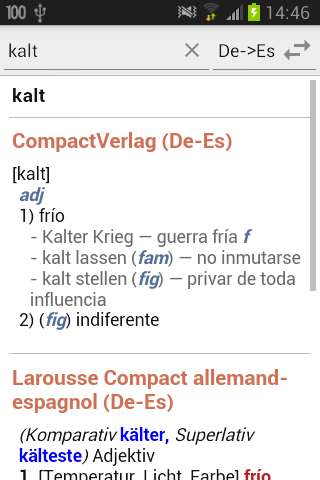 100 14:46
kalt De->Es
kalt
CompactVerlag (De-Es)
[kalt]
adj
1) frío
- Kalter Krieg — guerra fría f
- kalt lassen (fam) — no inmutarse
- kalt stellen (fig) — privar de toda
influencia
2) (fig) indiferente
Larousse Compact allemand-
espagnol (De-Es)
(Komparativ kälter, Superlativ
kälteste) Adjektiv
1. [Temperatur, Licht, Farbe] frío